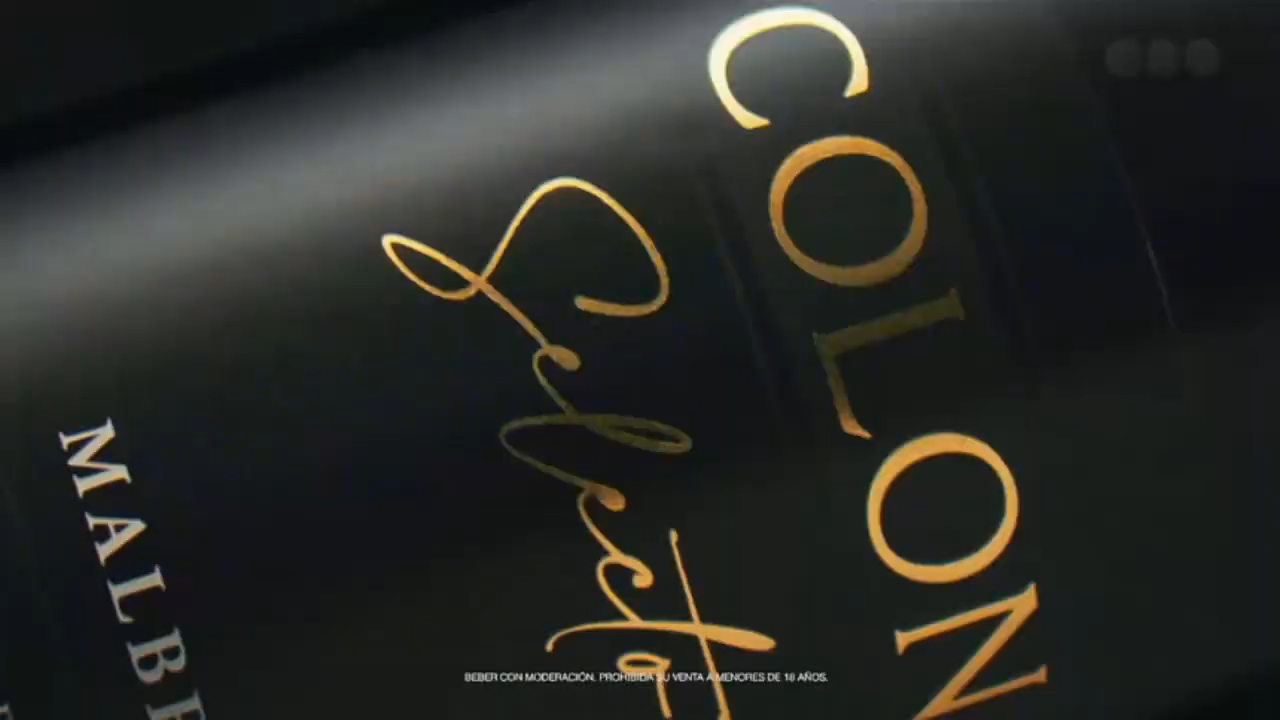 COLON
Selecto
MALBE
BEBER CON MODERACIÓN. PROHIBIDA SU VENTA A MENORES DE 18 AÑOS.